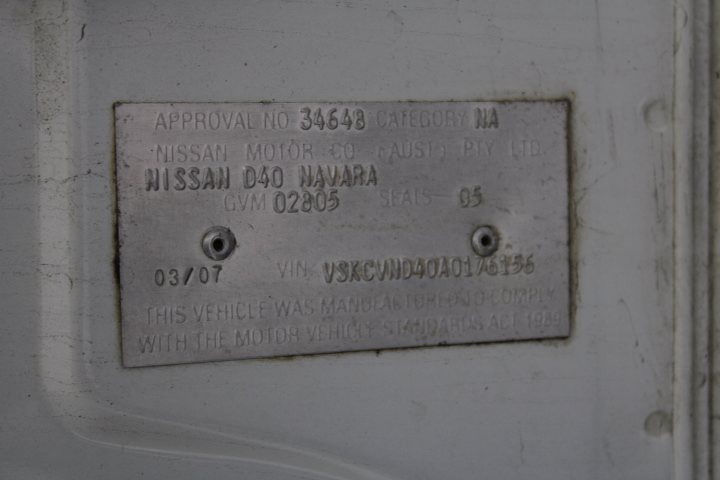 APPROVAL NO 34648 CATEGORY NA
NISSAN MOTOR CO. (AUST) PTY LTD.
NISSAN D40 NAVARA
GVM 02805 SEATS 05
03/07 VIN VSKCVND40A0176156
THIS VEHICLE WAS MANUFACTURED TO COMPLY
WITH THE MOTOR VEHICLE STANDARDS ACT 1989